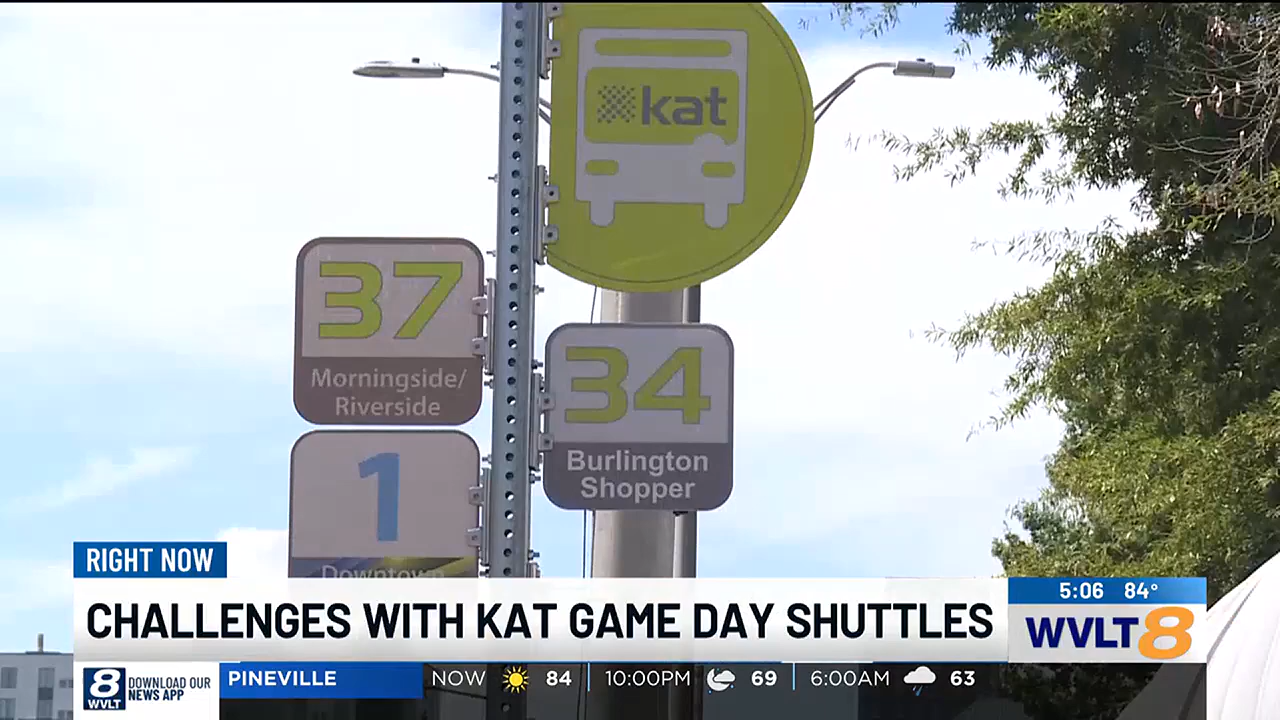 kat
37
Morningside/
Riverside
34
Burlington
Shopper
1
Downtown
RIGHT NOW
CHALLENGES WITH KAT GAME DAY SHUTTLES
5:06 84°
WVLT 8
8
WVLT
DOWNLOAD OUR
NEWS APP
PINEVILLE NOW 84 10:00PM 69 6:00AM 63